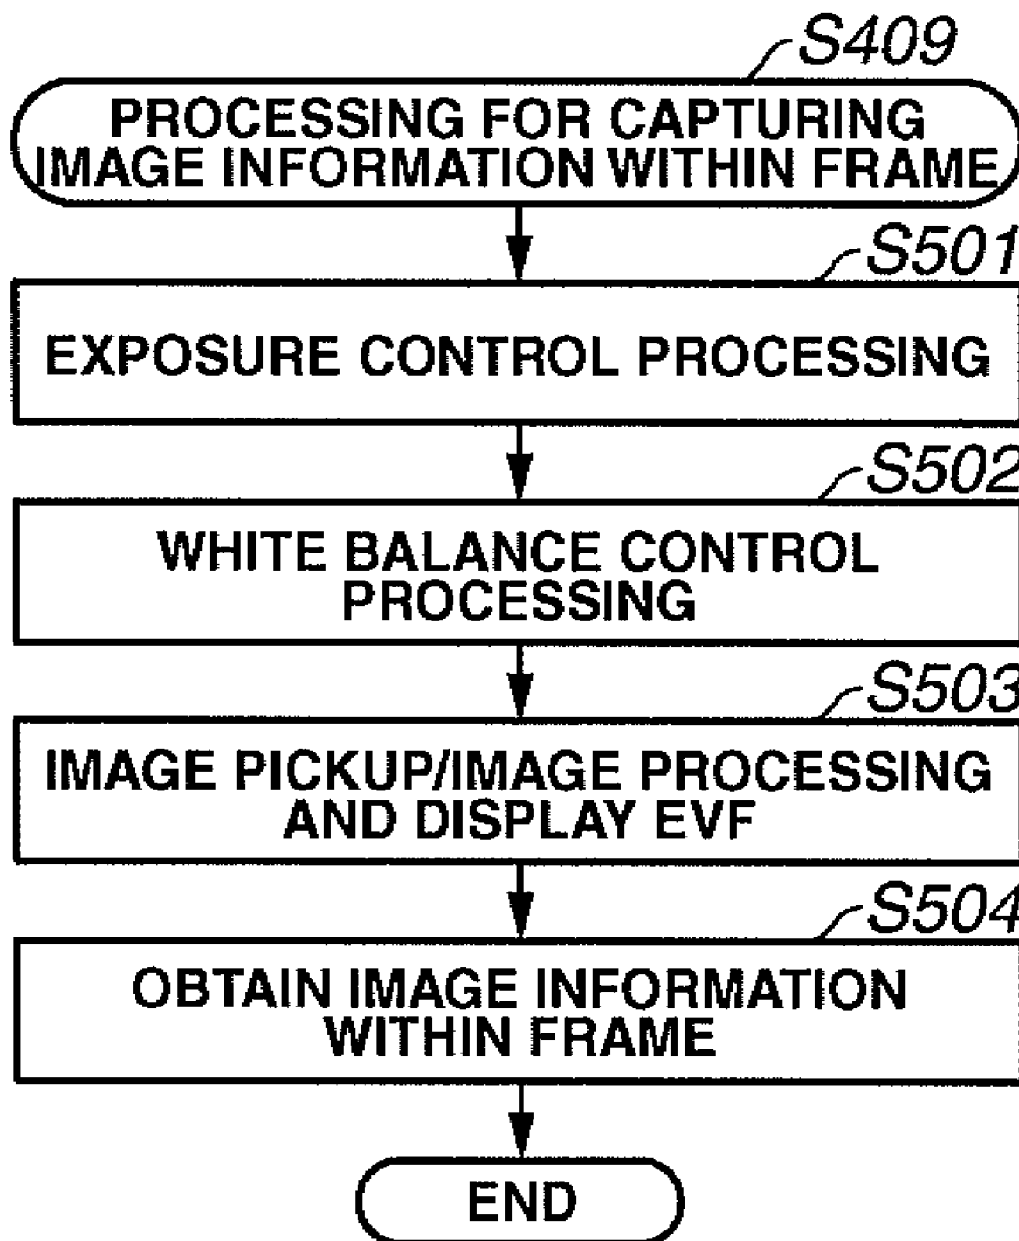 S409
PROCESSING FOR CAPTURING
IMAGE INFORMATION WITHIN FRAME
S501
EXPOSURE CONTROL PROCESSING
S502
WHITE BALANCE CONTROL
PROCESSING
S503
IMAGE PICKUP/IMAGE PROCESSING
AND DISPLAY EVF
S504
OBTAIN IMAGE INFORMATION
WITHIN FRAME
END